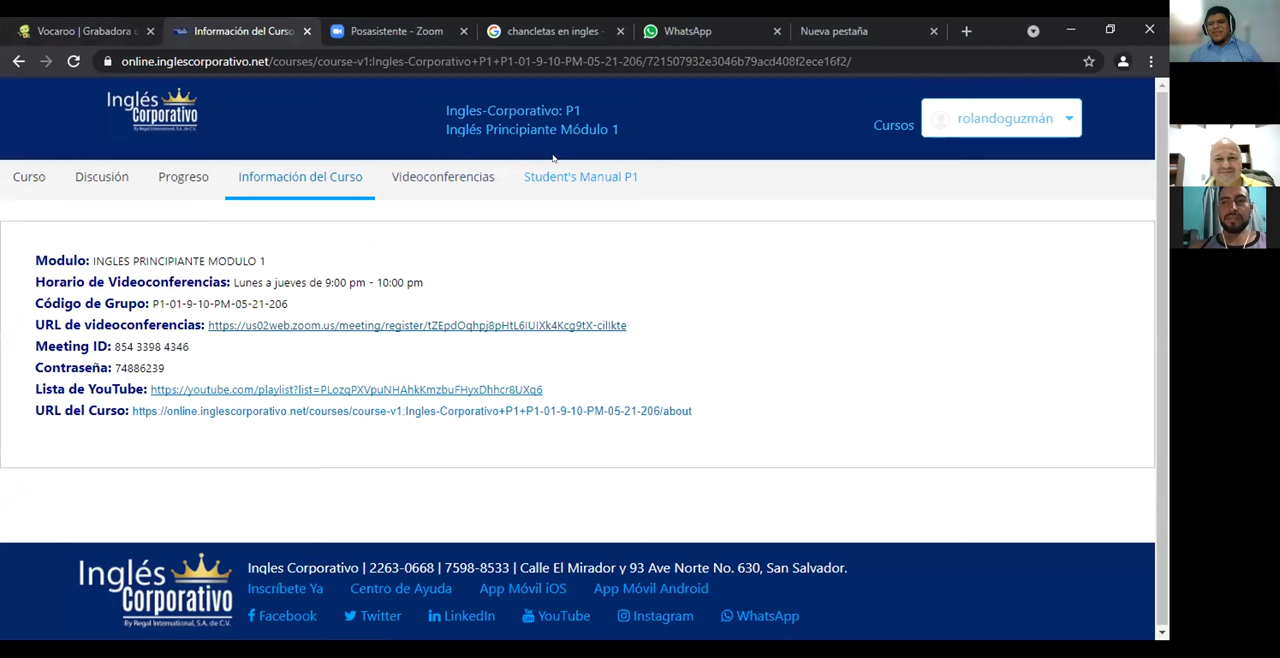 Vocaroo | Grabadora d
Información del Curso
Posasistente - Zoom
chancletas en ingles -
WhatsApp
Nueva pestaña
online.inglescorporativo.net/courses/course-v1:Ingles-Corporativo+P1+P1-01-9-10-PM-05-21-206/721507932e3046b79acd408f2ece16f2/
Inglés
Corporativo
By Regal International, S.A. de C.V.
Ingles-Corporativo: P1
Inglés Principiante Módulo 1
Cursos
rolandoguzmán
Curso
Discusión
Progreso
Información del Curso
Videoconferencias
Student's Manual P1
Modulo: INGLES PRINCIPIANTE MODULO 1
Horario de Videoconferencias: Lunes a jueves de 9:00 pm - 10:00 pm
Código de Grupo: P1-01-9-10-PM-05-21-206
URL de videoconferencias: https://us02web.zoom.us/meeting/register/tZEpdOqhpj8pHtL6IUIXk4Kcg9tX-cilIkte
Meeting ID: 854 3398 4346
Contraseña: 74886239
Lista de YouTube: https://youtube.com/playlist?list=PLozqPXVpuNHAhkKmzbuFHyxDhhcr8UXq6
URL del Curso: https://online.inglescorporativo.net/courses/course-v1:Ingles-Corporativo+P1+P1-01-9-10-PM-05-21-206/about
Inglés
Corporativo
By Regal International, S.A. de C.V.
Ingles Corporativo | 2263-0668 | 7598-8533 | Calle El Mirador y 93 Ave Norte No. 630, San Salvador.
Inscríbete Ya
Centro de Ayuda
App Móvil iOS
App Móvil Android
Facebook
Twitter
LinkedIn
YouTube
Instagram
WhatsApp